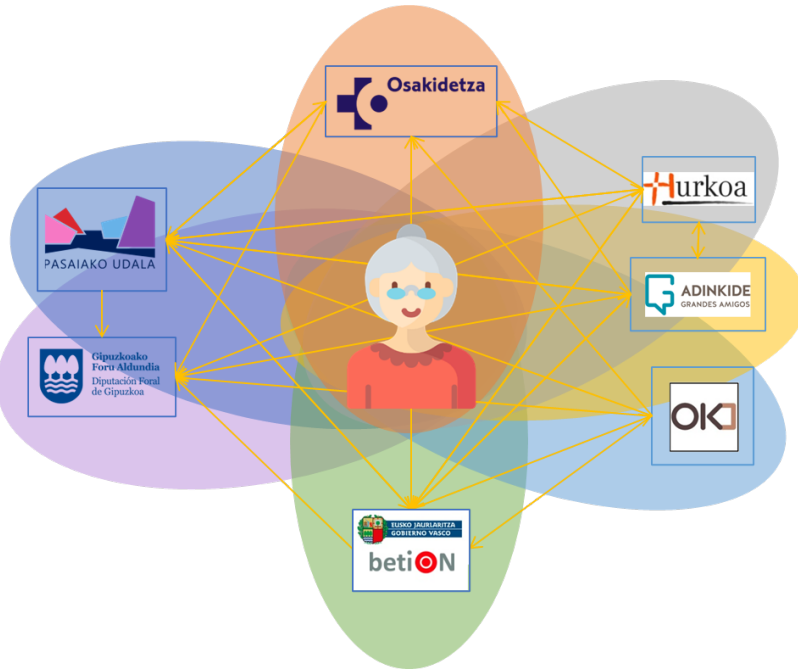 Osakidetza
Hurkoa
PASAIAKO UDALA
ADINKIDE
GRANDES AMIGOS
Gipuzkoako
Foru Aldundia
Diputación Foral
de Gipuzkoa
OK
EUSKO JAURLARITZA
GOBIERNO VASCO
betiON